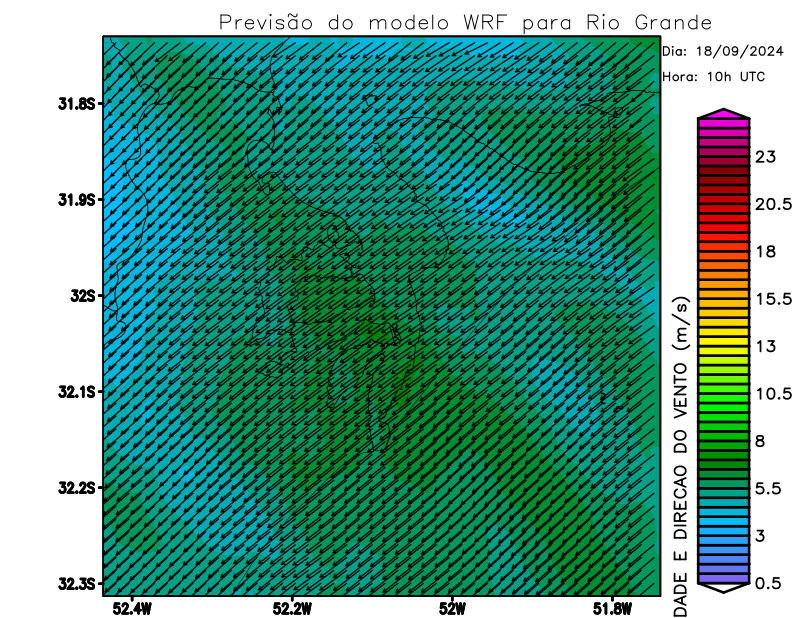 Previsão do modelo WRF para Rio Grande
Dia: 18/09/2024
Hora: 10h UTC
31.8S
31.9S
32S
32.1S
32.2S
32.3S
52.4W
52.2W
52W
51.8W
23
20.5
18
15.5
13
10.5
8
5.5
3
0.5
DADE E DIRECAO DO VENTO (m/s)